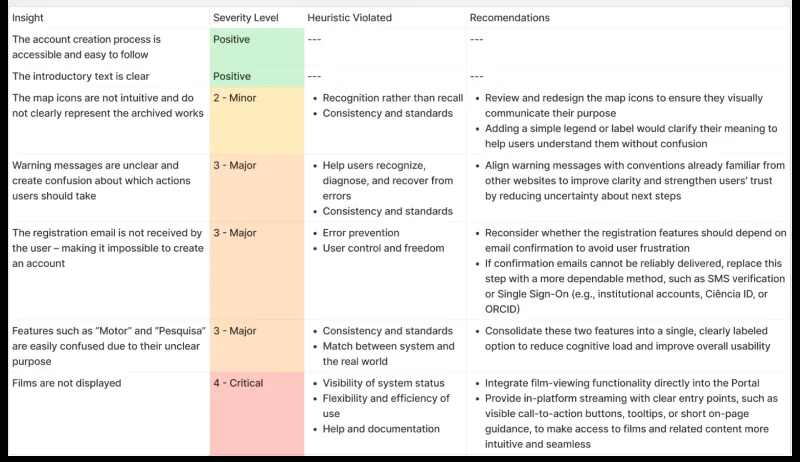 Insight Severity Level Heuristic Violated Recomendations
The account creation process is Positive --- ---
accessible and easy to follow
The introductory text is clear Positive --- ---
The map icons are not intuitive and do 2 - Minor • Recognition rather than recall • Review and redesign the map icons to ensure they visually
not clearly represent the archived works • Consistency and standards communicate their purpose
• Adding a simple legend or label would clarify their meaning to
help users understand them without confusion
Warning messages are unclear and 3 - Major • Help users recognize, • Align warning messages with conventions already familiar from
create confusion about which actions diagnose, and recover from other websites to improve clarity and strengthen users' trust
users should take errors by reducing uncertainty about next steps
• Consistency and standards
The registration email is not received by 3 - Major • Error prevention • Reconsider whether the registration features should depend on
the user – making it impossible to create • User control and freedom email confirmation to avoid user frustration
an account • If confirmation emails cannot be reliably delivered, replace this
step with a more dependable method, such as SMS verification
or Single Sign-On (e.g., institutional accounts, Ciência ID, or
ORCID)
Features such as "Motor" and "Pesquisa" 3 - Major • Consistency and standards • Consolidate these two features into a single, clearly labeled
are easily confused due to their unclear • Match between system and option to reduce cognitive load and improve overall usability
purpose the real world
Films are not displayed 4 - Critical • Visibility of system status • Integrate film-viewing functionality directly into the Portal
• Flexibility and efficiency of • Provide in-platform streaming with clear entry points, such as
use visible call-to-action buttons, tooltips, or short on-page
• Help and documentation guidance, to make access to films and related content more
intuitive and seamless